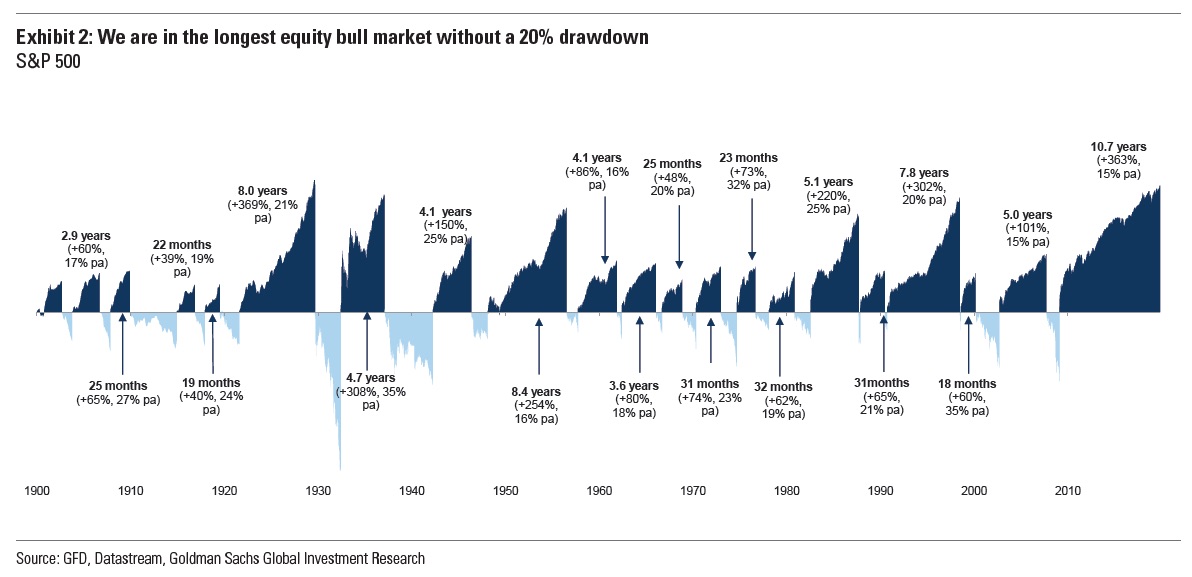 Exhibit 2: We are in the longest equity bull market without a 20% drawdown
S&P 500
2.9 years
(+60%,
17% pa)
25 months
(+65%, 27% pa)
22 months
(+39%, 19%
pa)
19 months
(+40%, 24%
pa)
8.0 years
(+369%, 21%
pa)
4.7 years
(+308%, 35%
pa)
4.1 years
(+150%,
25% pa)
8.4 years
(+254%,
16% pa)
4.1 years
(+86%, 16%
pa)
3.6 years
(+80%,
18% pa)
25 months
(+48%,
20% pa)
31 months
(+74%, 23%
pa)
23 months
(+73%,
32% pa)
32 months
(+62%,
19% pa)
5.1 years
(+220%,
25% pa)
31months
(+65%,
21% pa)
7.8 years
(+302%,
20% pa)
18 months
(+60%,
35% pa)
5.0 years
(+101%,
15% pa)
10.7 years
(+363%,
15% pa)
1900 1910 1920 1930 1940 1950 1960 1970 1980 1990 2000 2010
Source: GFD, Datastream, Goldman Sachs Global Investment Research